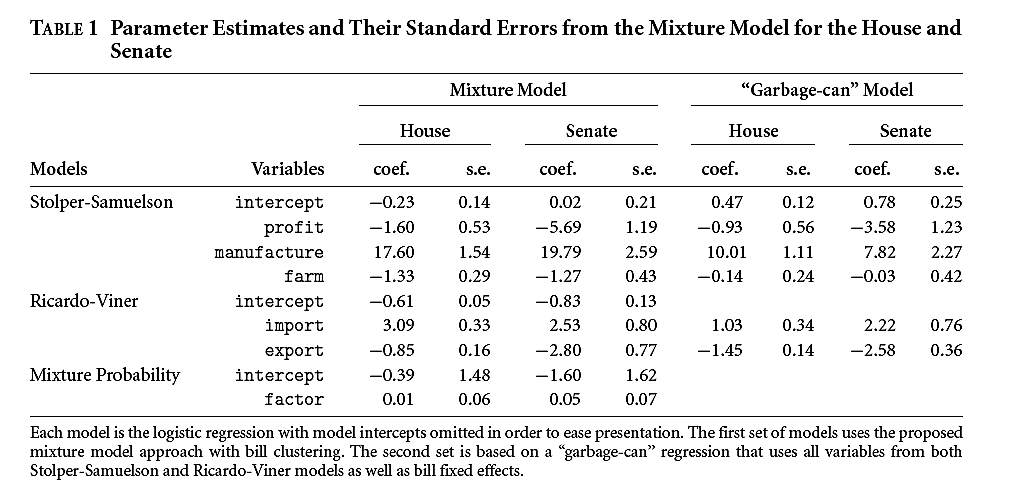 TABLE 1 Parameter Estimates and Their Standard Errors from the Mixture Model for the House and
Senate
Mixture Model “Garbage-can” Model
House Senate House Senate
Models Variables coef. s.e. coef. s.e. coef. s.e. coef. s.e.
Stolper-Samuelson intercept −0.23 0.14 0.02 0.21 0.47 0.12 0.78 0.25
profit −1.60 0.53 −5.69 1.19 −0.93 0.56 −3.58 1.23
manufacture 17.60 1.54 19.79 2.59 10.01 1.11 7.82 2.27
farm −1.33 0.29 −1.27 0.43 −0.14 0.24 −0.03 0.42
Ricardo-Viner intercept −0.61 0.05 −0.83 0.13
import 3.09 0.33 2.53 0.80 1.03 0.34 2.22 0.76
export −0.85 0.16 −2.80 0.77 −1.45 0.14 −2.58 0.36
Mixture Probability intercept −0.39 1.48 −1.60 1.62
factor 0.01 0.06 0.05 0.07
Each model is the logistic regression with model intercepts omitted in order to ease presentation. The first set of models uses the proposed
mixture model approach with bill clustering. The second set is based on a “garbage-can” regression that uses all variables from both
Stolper-Samuelson and Ricardo-Viner models as well as bill fixed effects.